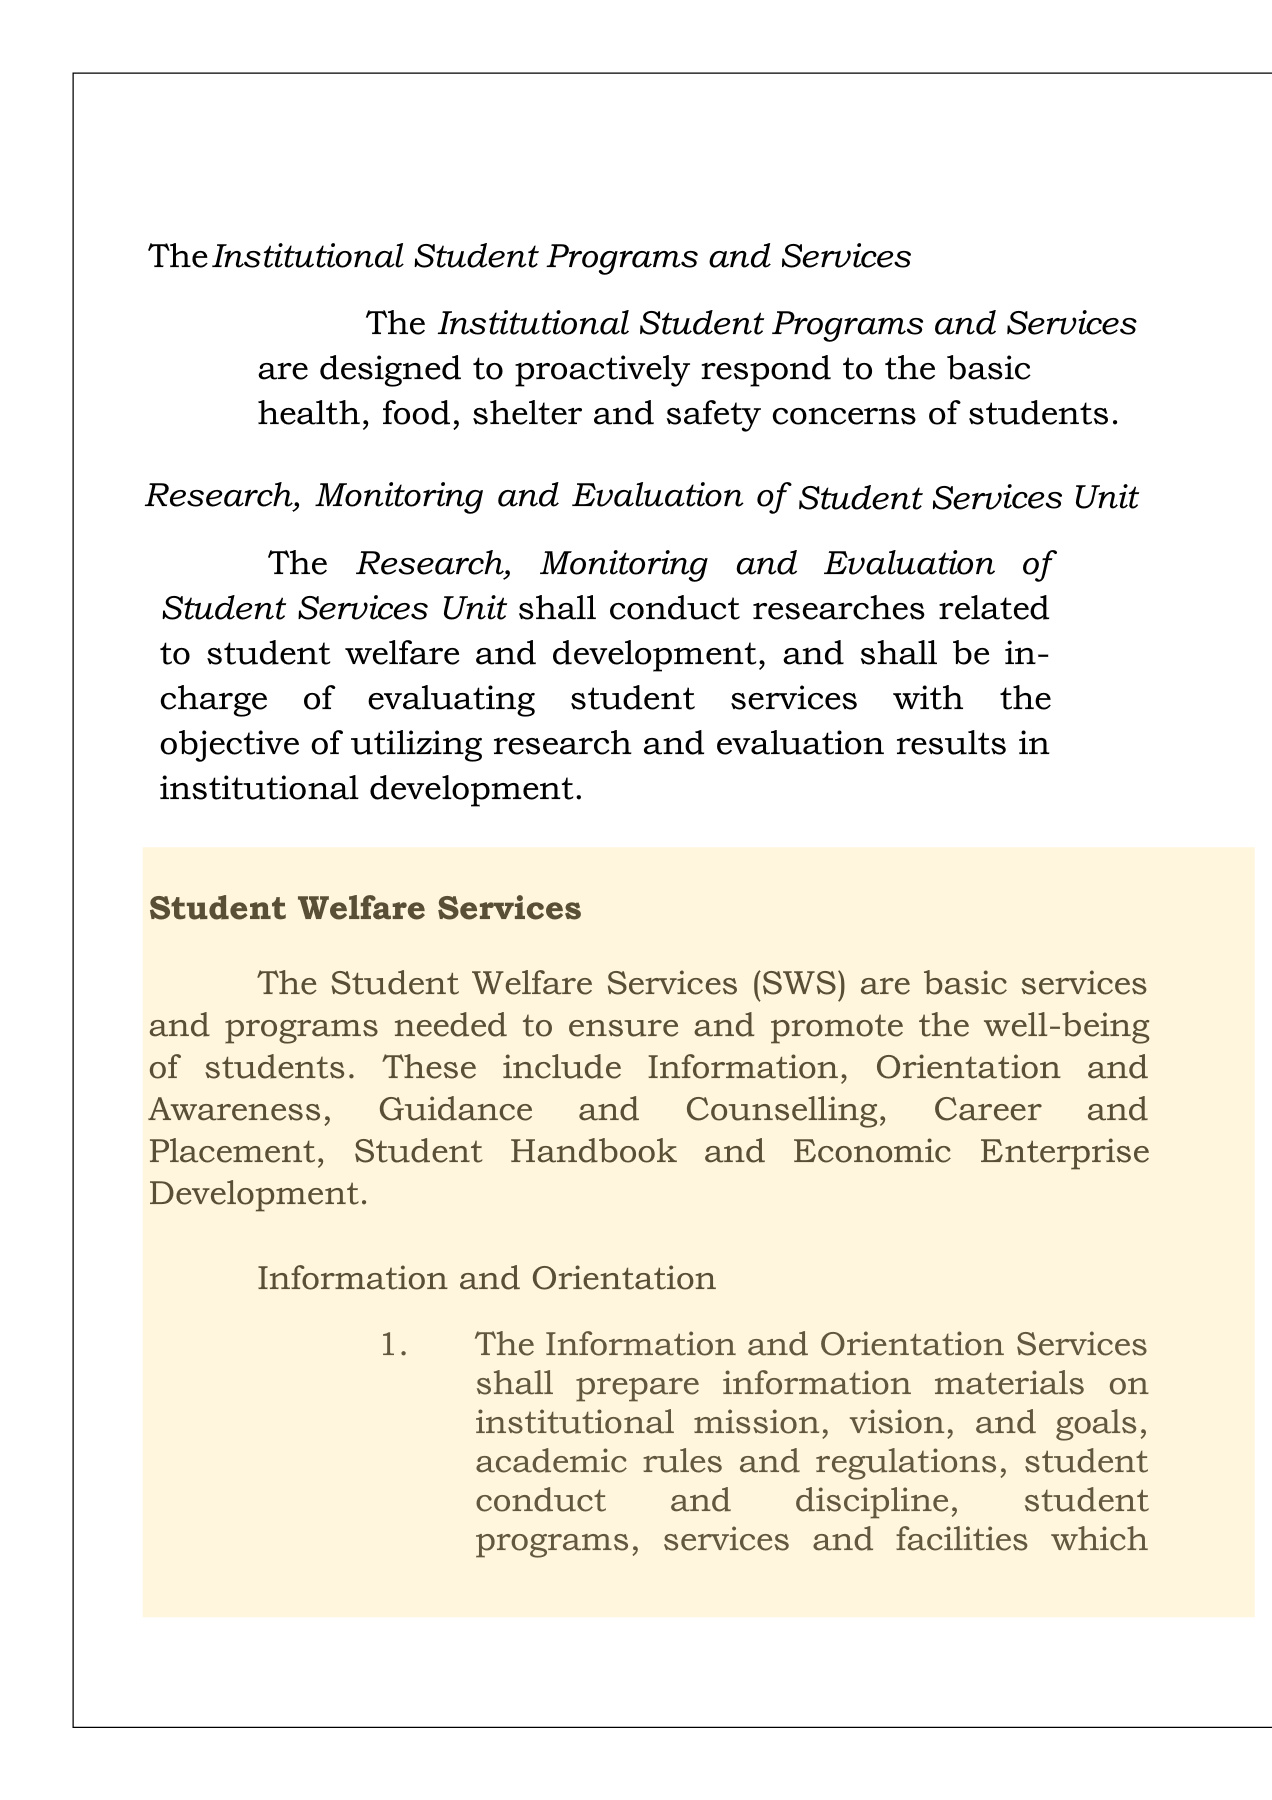 The Institutional Student Programs and Services
The Institutional Student Programs and Services
are designed to proactively respond to the basic
health, food, shelter and safety concerns of students.
Research, Monitoring and Evaluation of Student Services Unit
The Research, Monitoring and Evaluation of
Student Services Unit shall conduct researches related
to student welfare and development, and shall be in-
charge of evaluating student services with the
objective of utilizing research and evaluation results in
institutional development.
Student Welfare Services
The Student Welfare Services (SWS) are basic services
and programs needed to ensure and promote the well-being
of students. These include Information, Orientation and
Awareness, Guidance and Counselling, Career and
Placement, Student Handbook and Economic Enterprise
Development.
Information and Orientation
1. The Information and Orientation Services
shall prepare information materials on
institutional mission, vision, and goals,
academic rules and regulations, student
conduct and discipline, student
programs, services and facilities which